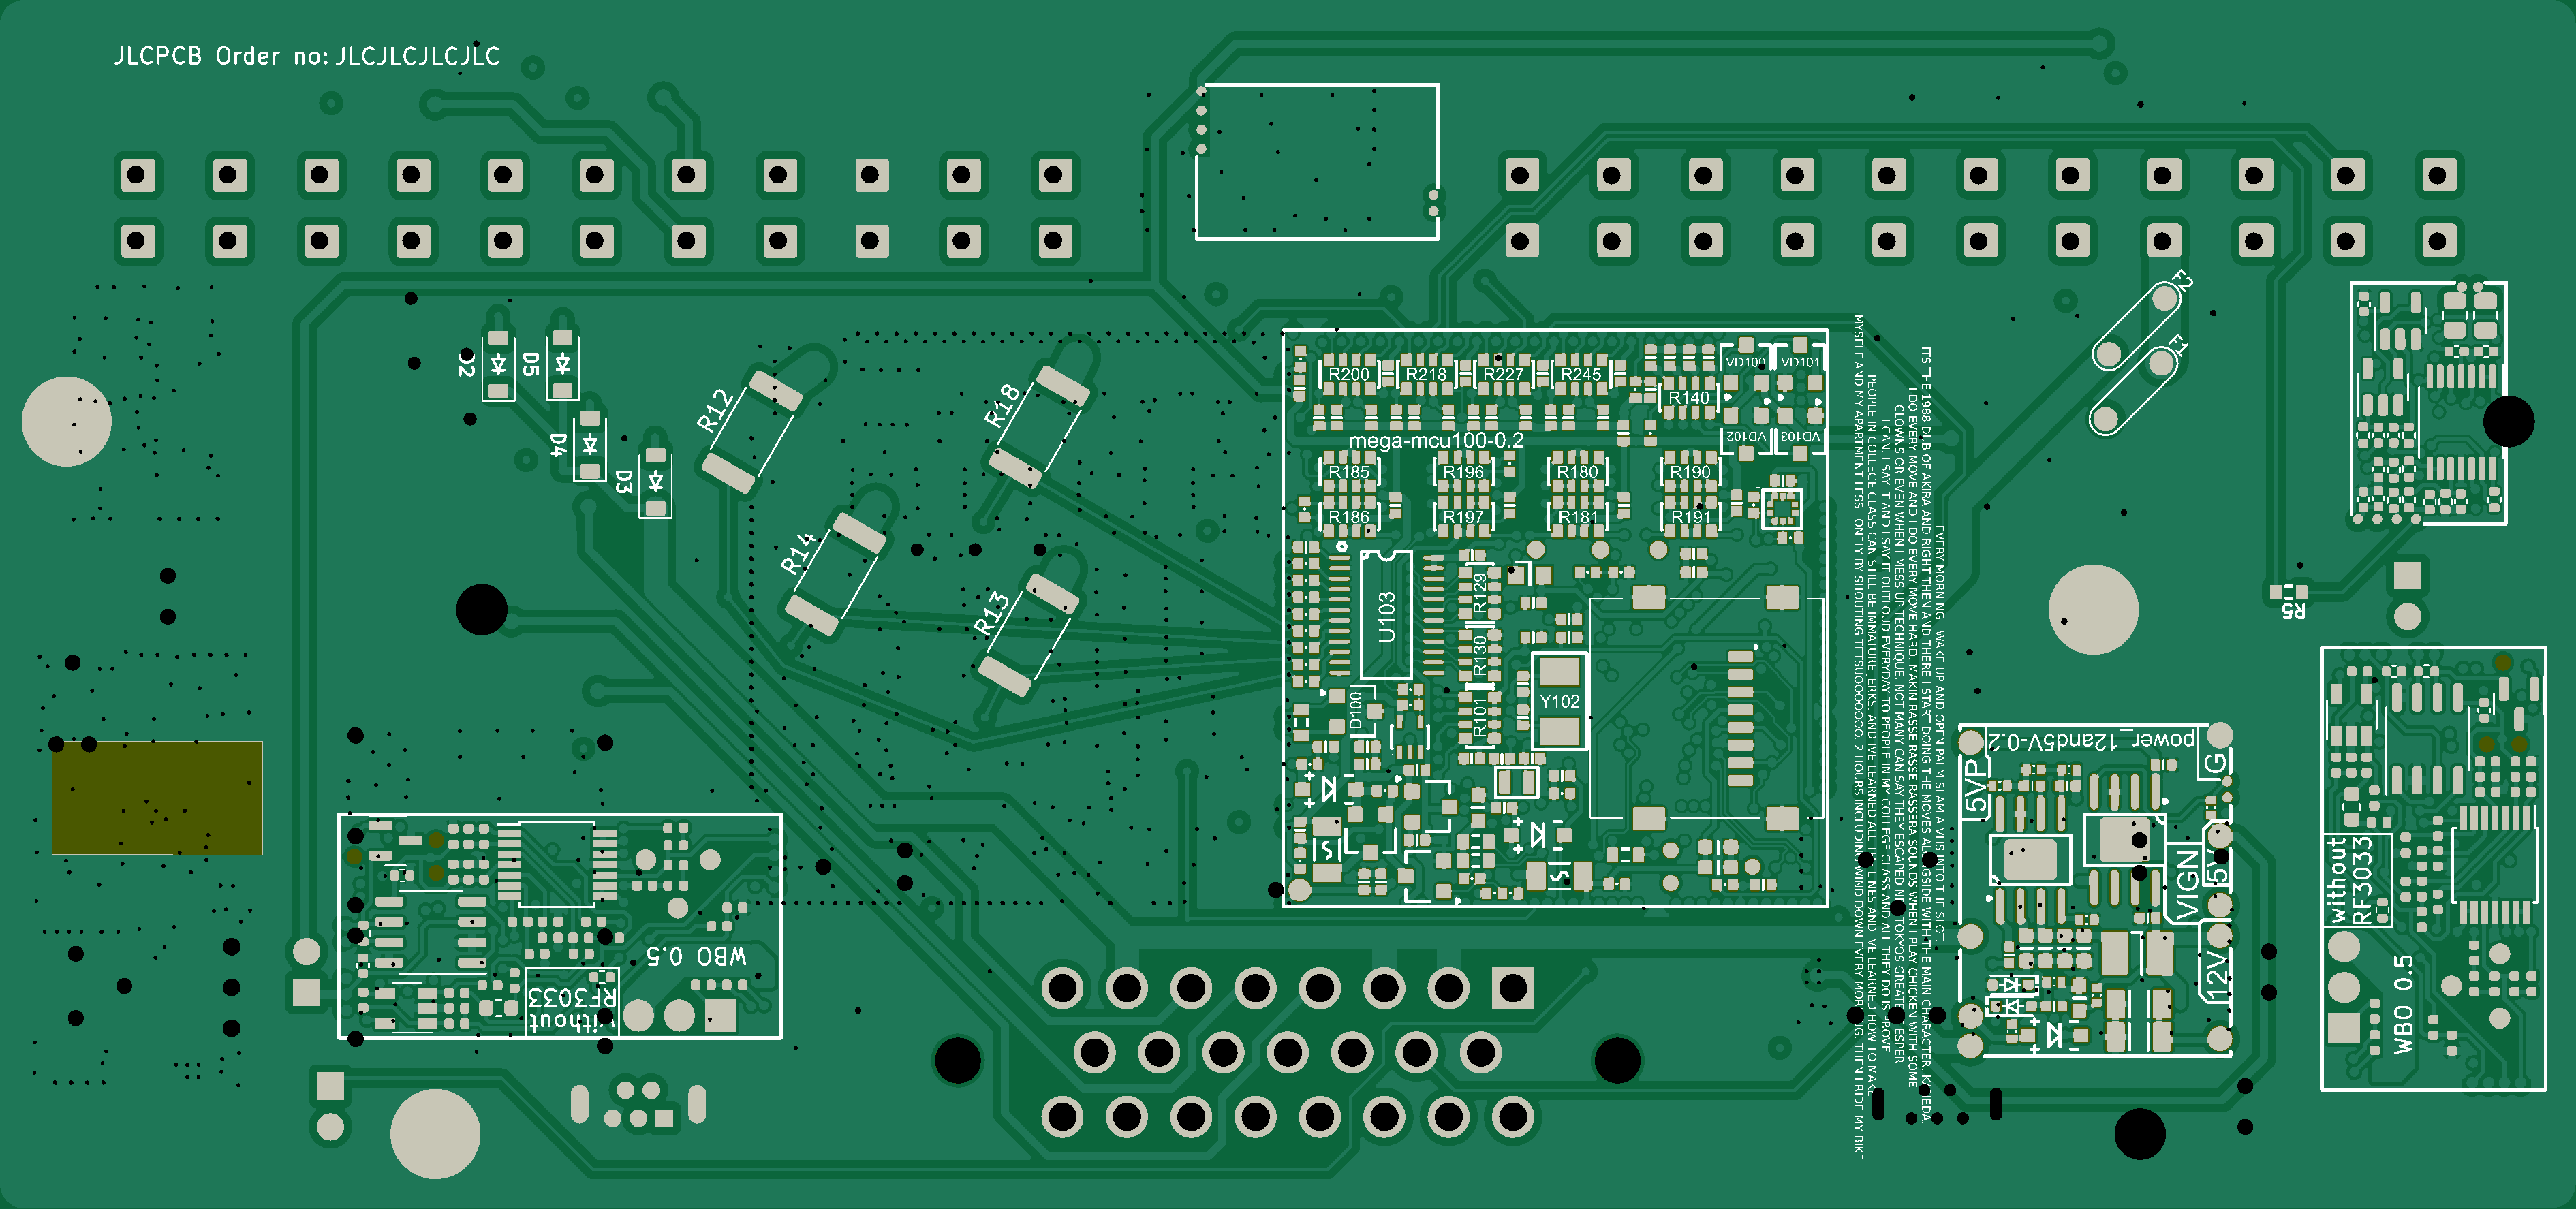 JLCPCB Order no: JLCJLCJLCJLC
D2
D5
D4
D3
R12
R18
R14
R13
F2
F1
R5
R200
R218
R227
R245
VD100
VD101
R140
mega-mcu100-0.2
VD102
VD103
R185
R196
R180
R190
R186
R197
R181
R191
U103
R129
R130
R101
D100
Y102
EVERY MORNING I WAKE UP AND OPEN PALM SLAM A VHS INTO THE SLOT.
ITS THE 1988 DUB OF AKIRA AND RIGHT THEN AND THERE I START DOING THE MOVES ALONGSIDE WITH THE MAIN CHARACTER, KANEDA.
I DO EVERY MOVE AND I DO EVERY MOVE HARD. MAKIN RASSE RASSE RASSERA SOUNDS WHEN I PLAY CHICKEN WITH SOME
CLOWNS OR EVEN WHEN I MESS UP TECHNIQUE. NOT MANY CAN SAY THEY ESCAPED TOKYOS GREATEST ESPER.
I CAN. I SAY IT AND I SAY IT OUTLOUD EVERYDAY TO PEOPLE IN MY COLLEGE CLASS AND ALL THEY DO IS PROVE
PEOPLE IN COLLEGE CLASS CAN STILL BE IMMATURE JERKS. AND IVE LEARNED ALL THE LINES AND IVE LEARNED HOW TO MAKE
MYSELF AND MY APARTMENT LESS LONELY BY SHOUTING TETSUOOOOOOOO. 2 HOURS INCLUDING WIND DOWN EVERY MORNING. THEN I RIDE MY BIKE
power_12and5V-0.2
5VP
G
5V
VIGN
12V
WBO 0.5
without
RF3033
without
RF3033
WBO 0.5